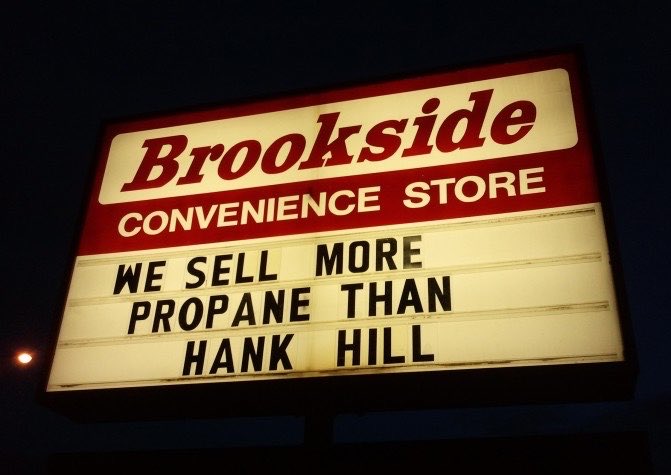 Brookside
CONVENIENCE STORE
WE SELL MORE
PROPANE THAN
HANK HILL